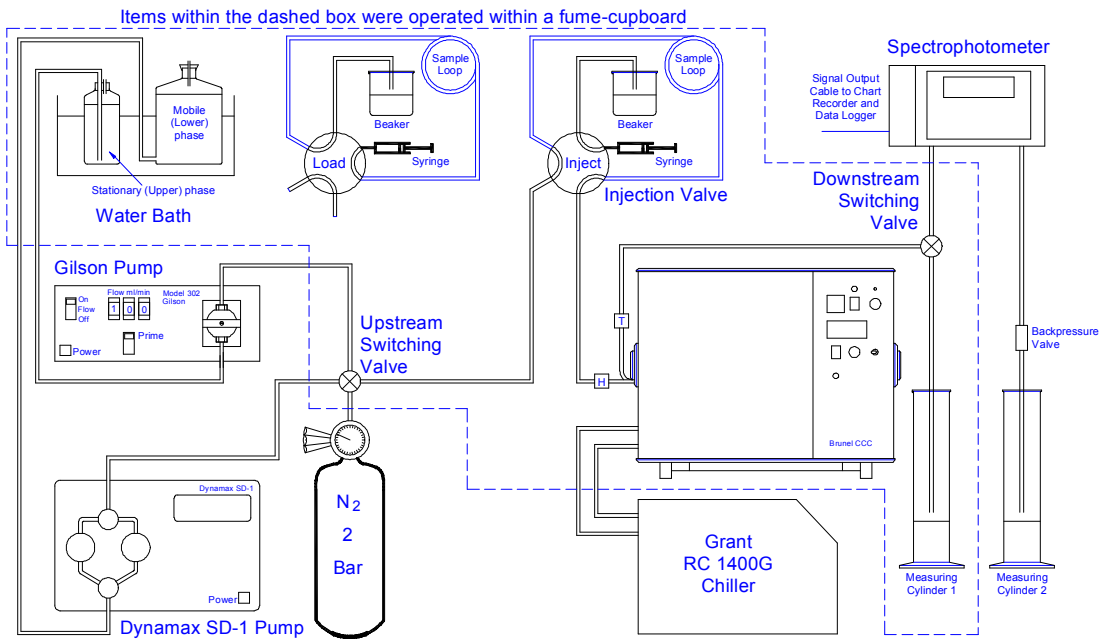 Items within the dashed box were operated within a fume-cupboard
Mobile
(Lower)
phase
Stationary (Upper) phase
Water Bath
Sample
Loop
Beaker
Load
Syringe
Sample
Loop
Beaker
Inject
Syringe
Injection Valve
Spectrophotometer
Signal Output
Cable to Chart
Recorder and
Data Logger
Downstream
Switching
Valve
Gilson Pump
On
Flow
Off
Flow ml/min
1 0 0
Model 302
Gilson
Prime
Power
Upstream
Switching
Valve
T
H
Brunel CCC
Backpressure
Valve
Dynamax SD-1
Power
Dynamax SD-1 Pump
N2
2
Bar
Grant
RC 1400G
Chiller
Measuring
Cylinder 1
Measuring
Cylinder 2